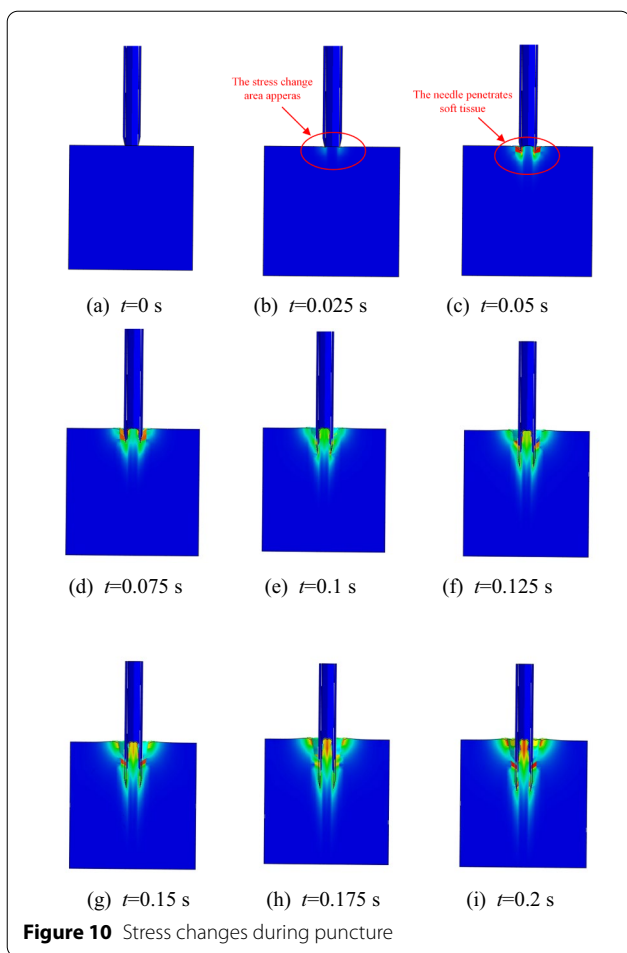 The stress change
area apperas
The needle penetrates
soft tissue
(a) t=0 s
(b) t=0.025 s
(c) t=0.05 s
(d) t=0.075 s
(e) t=0.1 s
(f) t=0.125 s
(g) t=0.15 s
(h) t=0.175 s
(i) t=0.2 s
Figure 10 Stress changes during puncture